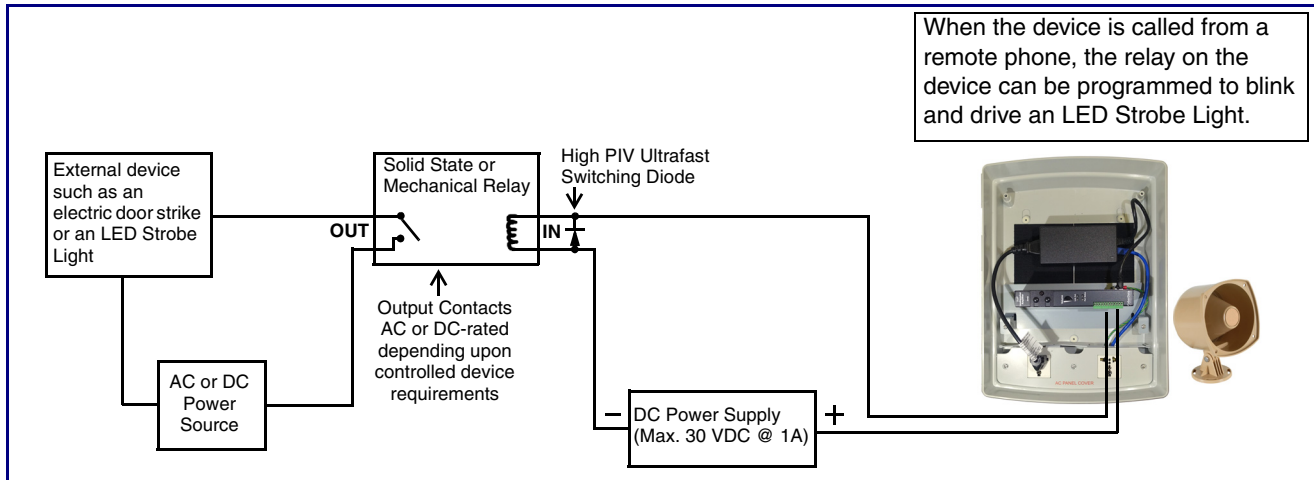 When the device is called from a
remote phone, the relay on the
device can be programmed to blink
and drive an LED Strobe Light.
External device
such as an
electric door strike
or an LED Strobe
Light
OUT
Solid State or
Mechanical Relay
IN
High PIV Ultrafast
Switching Diode
Output Contacts
AC or DC-rated
depending upon
controlled device
requirements
AC or DC
Power
Source
–
DC Power Supply
(Max. 30 VDC @ 1A)
+
AC PANEL COVER